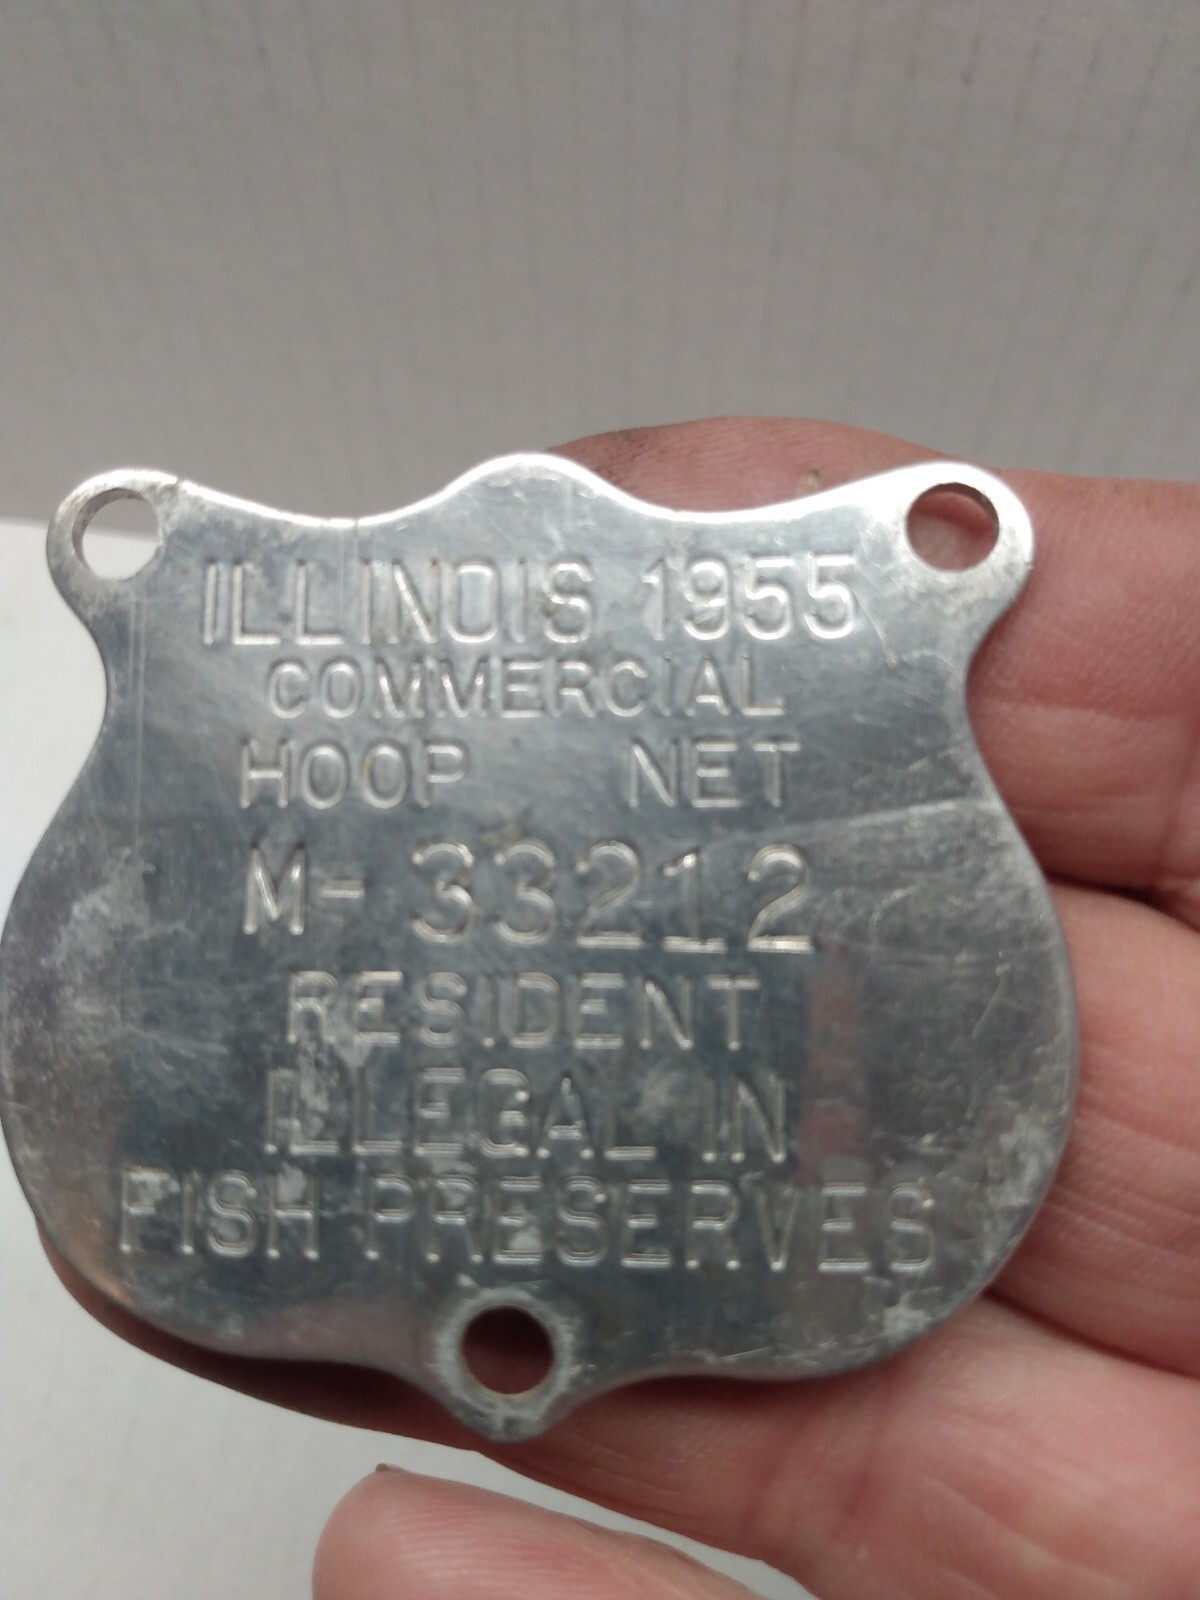 ILLINOIS 1955
COMMERCIAL
HOOP NET
M- 33212
RESIDENT
ILLEGAL IN
FISH PRESERVES